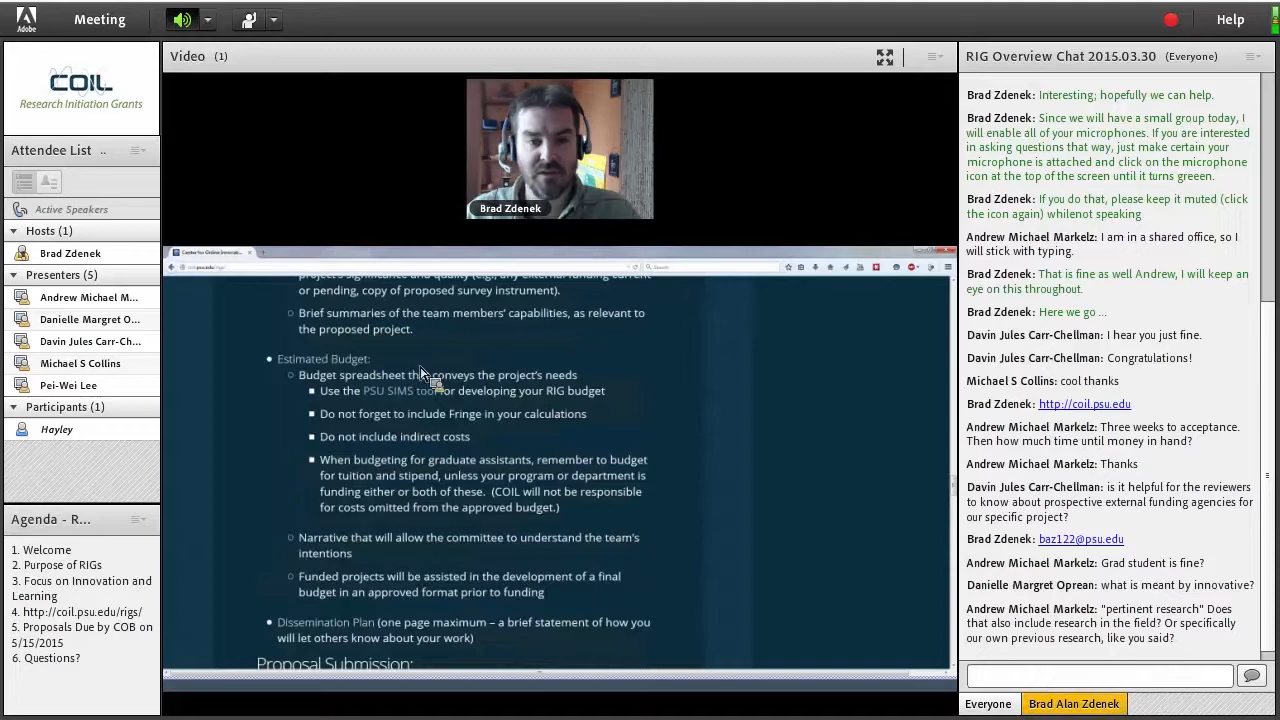 Adobe
Meeting
Help
COIL
Research Initiation Grants
Attendee List ..
Active Speakers
Hosts (1)
Brad Zdenek
Presenters (5)
Andrew Michael M...
Danielle Margret O...
Davin Jules Carr-Ch...
Michael S Collins
Pei-Wei Lee
Participants (1)
Hayley
Agenda - R...
1. Welcome
2. Purpose of RIGs
3. Focus on Innovation and
Learning
4. http://coil.psu.edu/rigs/
5. Proposals Due by COB on
5/15/2015
6. Questions?
Video (1)
Brad Zdenek
Center for Online Innovati...
coil.psu.edu/rigs/
Search
project's significance and quality (e.g., any external funding current
or pending, copy of proposed survey instrument).
Brief summaries of the team members' capabilities, as relevant to
the proposed project.
Estimated Budget:
Budget spreadsheet that conveys the project's needs
Use the PSU SIMS tool for developing your RIG budget
Do not forget to include Fringe in your calculations
Do not include indirect costs
When budgeting for graduate assistants, remember to budget
for tuition and stipend, unless your program or department is
funding either or both of these. (COIL will not be responsible
for costs omitted from the approved budget.)
Narrative that will allow the committee to understand the team's
intentions
Funded projects will be assisted in the development of a final
budget in an approved format prior to funding
Dissemination Plan (one page maximum – a brief statement of how you
will let others know about your work)
Proposal Submission:
RIG Overview Chat 2015.03.30 (Everyone)
Brad Zdenek: Interesting; hopefully we can help.
Brad Zdenek: Since we will have a small group today, I
will enable all of your microphones. If you are interested
in asking questions that way, just make certain your
microphone is attached and click on the microphone
icon at the top of the screen until it turns greeen.
Brad Zdenek: If you do that, please keep it muted (click
the icon again) whilenot speaking
Andrew Michael Markelz: I am in a shared office, so I
will stick with typing.
Brad Zdenek: That is fine as well Andrew, I will keep an
eye on this throughout.
Brad Zdenek: Here we go ...
Davin Jules Carr-Chellman: I hear you just fine.
Davin Jules Carr-Chellman: Congratulations!
Michael S Collins: cool thanks
Brad Zdenek: http://coil.psu.edu
Andrew Michael Markelz: Three weeks to acceptance.
Then how much time until money in hand?
Andrew Michael Markelz: Thanks
Davin Jules Carr-Chellman: is it helpful for the reviewers
to know about prospective external funding agencies for
our specific project?
Brad Zdenek: baz122@psu.edu
Andrew Michael Markelz: Grad student is fine?
Danielle Margret Oprean: what is meant by innovative?
Andrew Michael Markelz: "pertinent research" Does
that also include research in the field? Or specifically
our own previous research, like you said?
Everyone
Brad Alan Zdenek